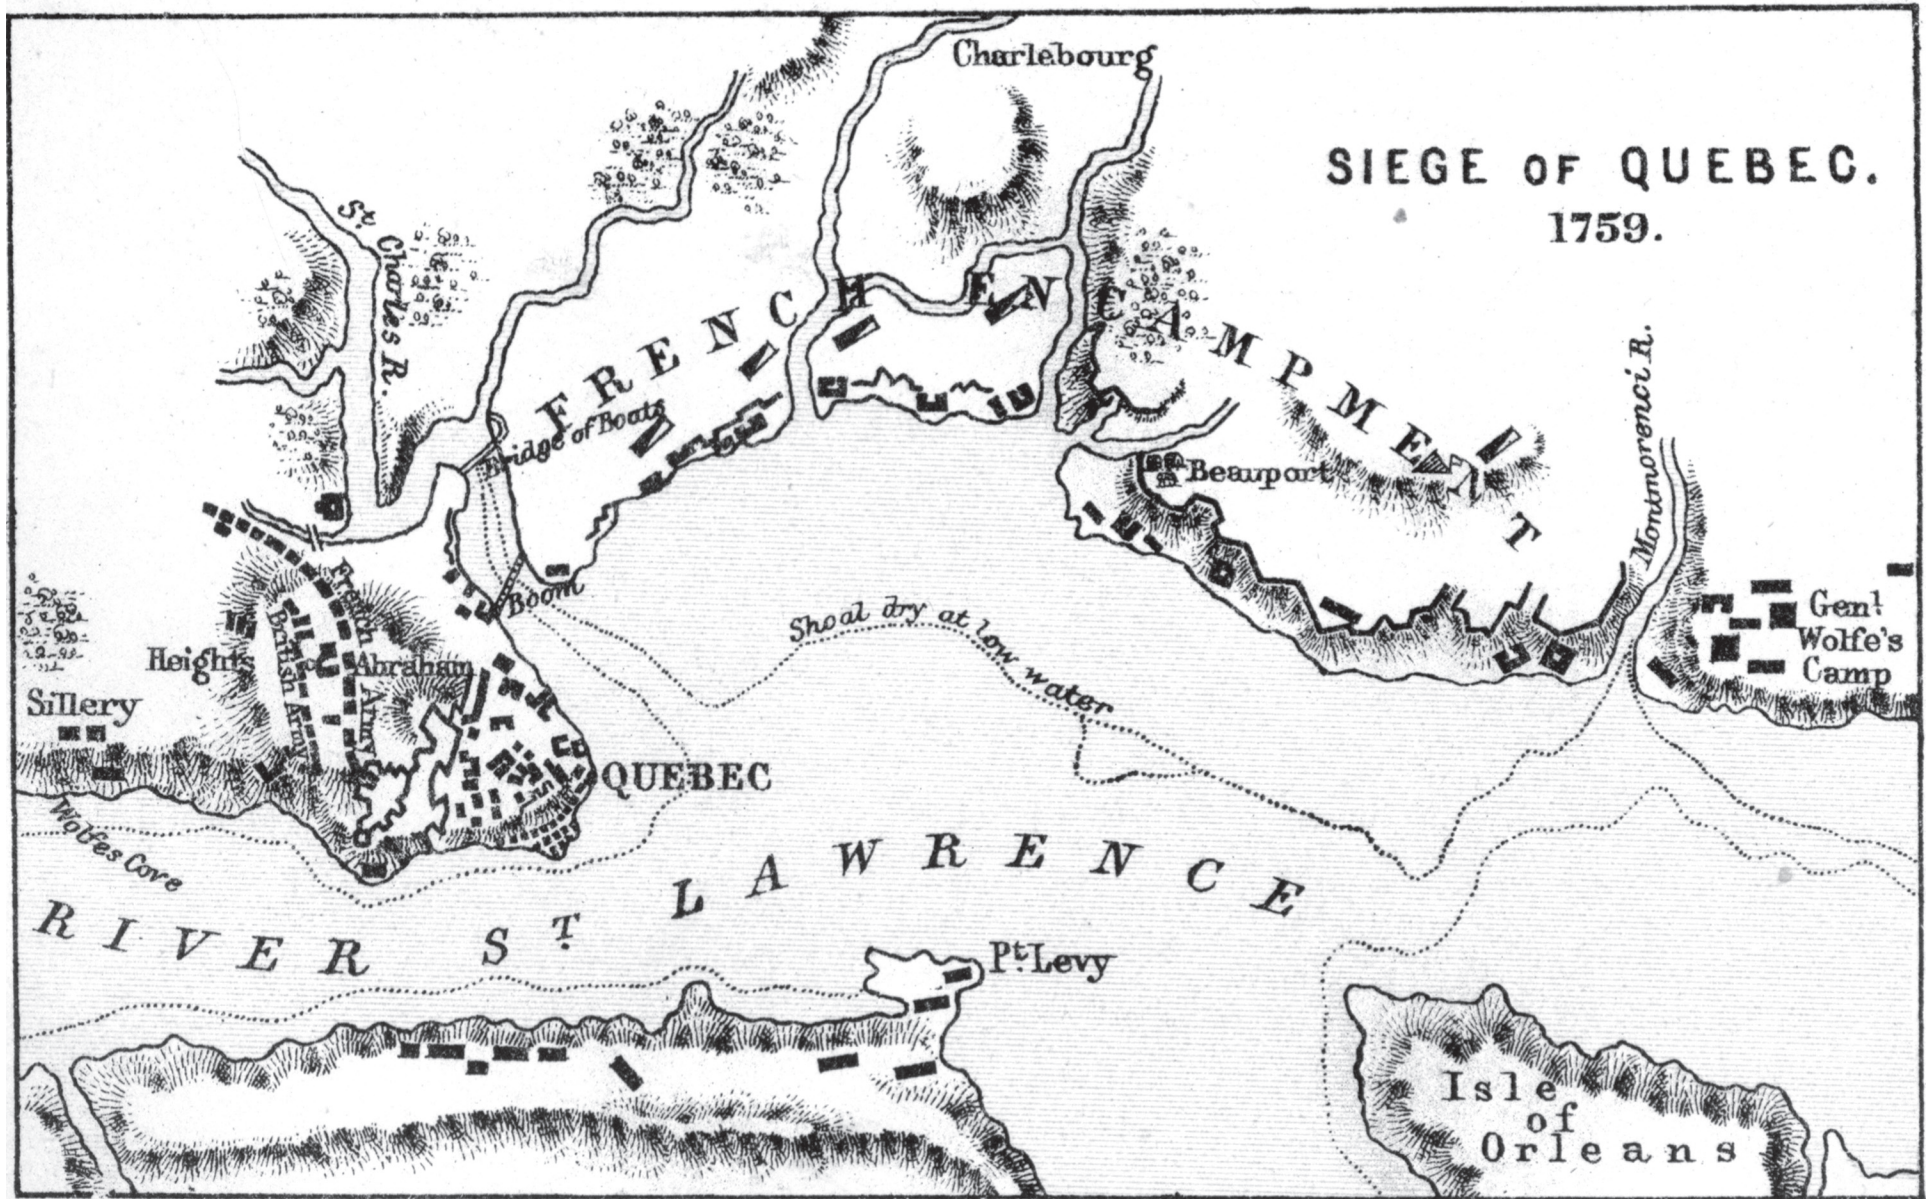 Charlebourg
SIEGE OF QUEBEC.
1759.
St. Charles R.
FRENCH ENCAMPMENT
Bridge of Boats
Montmorenci R.
Beauport
Boom
Shoal dry at low water
Genl
Wolfe's
Camp
French Army
British Army
Heights of Abraham
Sillery
QUEBEC
Wolfes Cove
RIVER ST LAWRENCE
Pt. Levy
Isle
of
Orleans